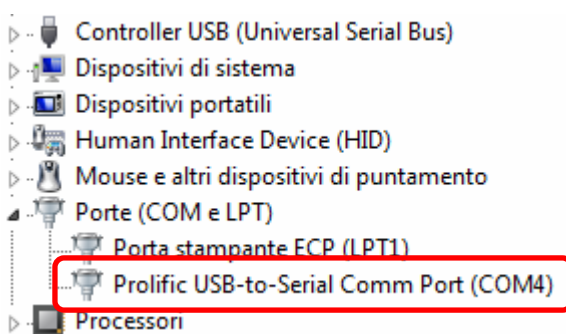 Controller USB (Universal Serial Bus)
Dispositivi di sistema
Dispositivi portatili
Human Interface Device (HID)
Mouse e altri dispositivi di puntamento
Porte (COM e LPT)
Porta stampante ECP (LPT1)
Prolific USB-to-Serial Comm Port (COM4)
Processori